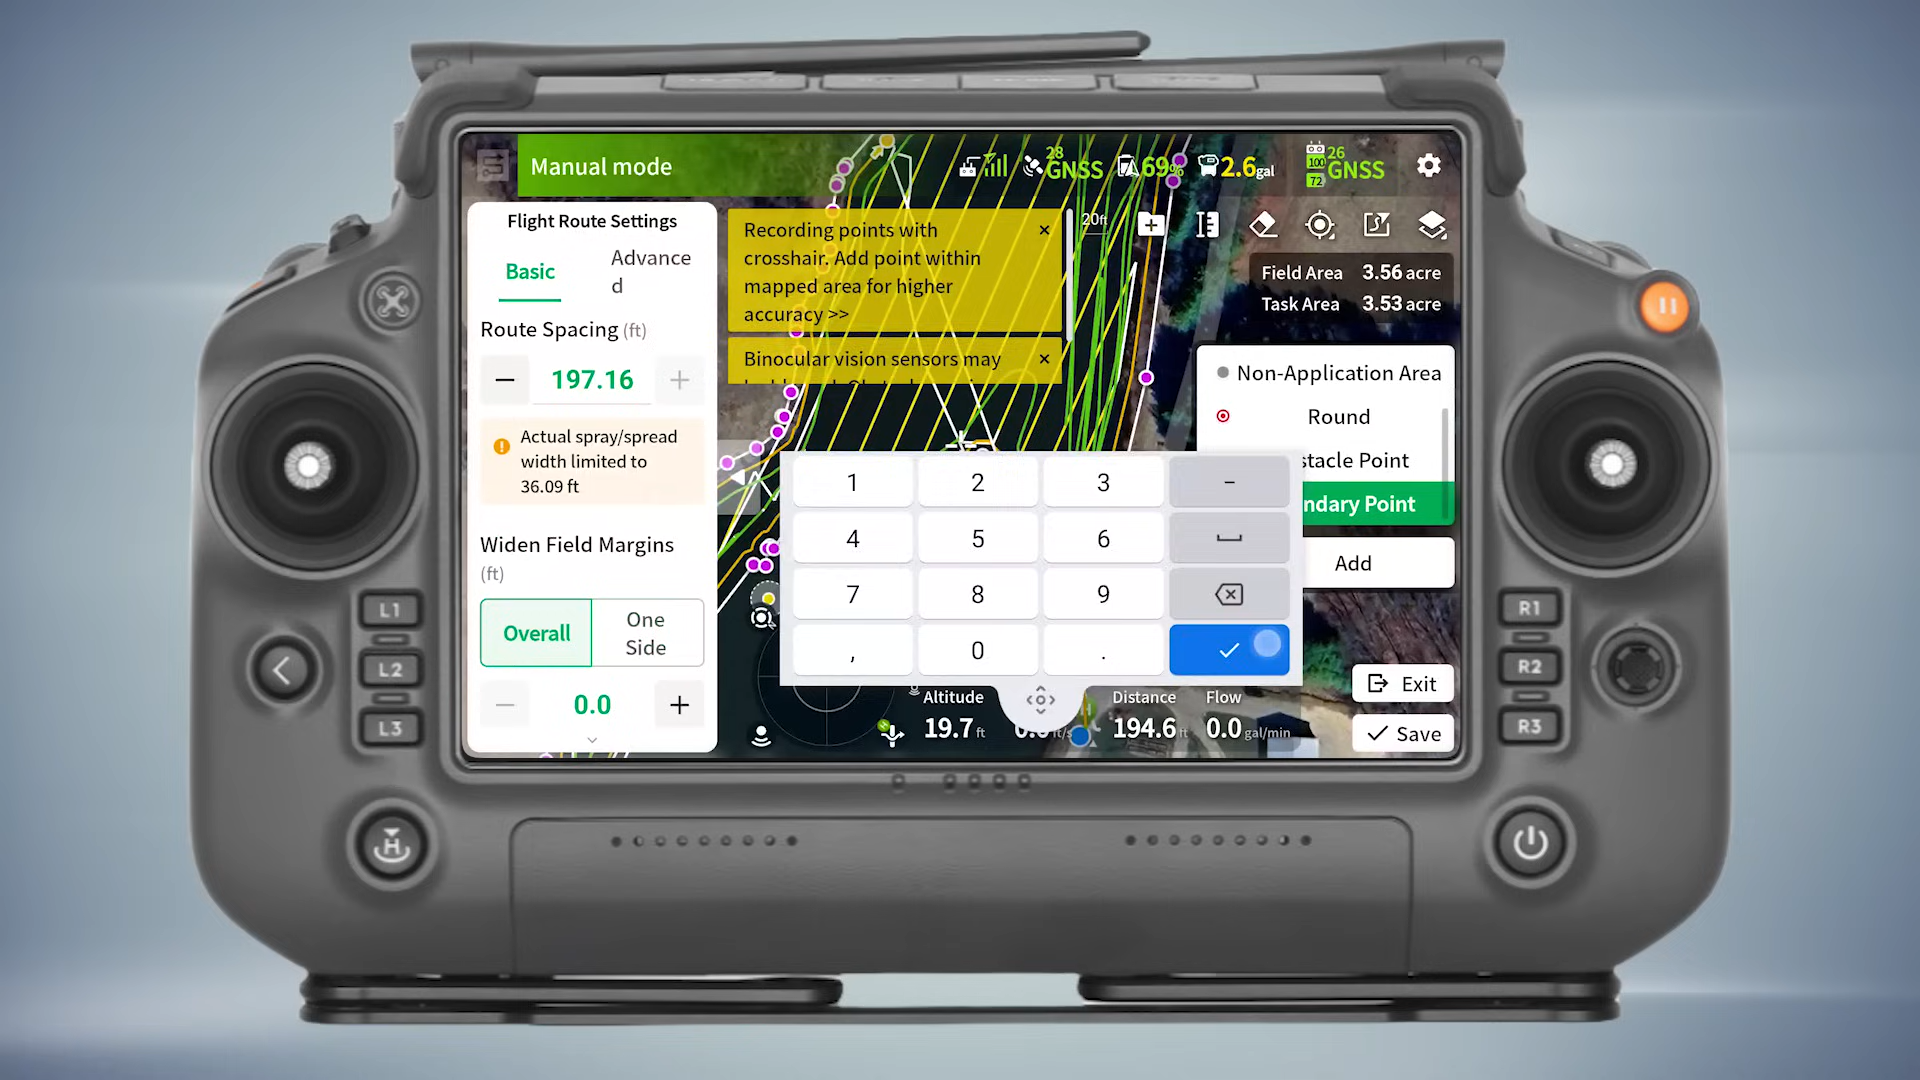 Manual mode
28
GNSS
69%
2.6 gal
100
72
26
GNSS
Flight Route Settings
Basic
Advance
d
Route Spacing (ft)
− 197.16 +
Actual spray/spread
width limited to
36.09 ft
Widen Field Margins
(ft)
Overall
One
Side
− 0.0 +
Recording points with
crosshair. Add point within
mapped area for higher
accuracy >>
Binocular vision sensors may
20ft
Field Area 3.56 acre
Task Area 3.53 acre
Non-Application Area
Round
stacle Point
ndary Point
Add
1 2 3 −
4 5 6
7 8 9
, 0 .
Altitude
19.7 ft
ft/s
Distance
194.6 ft
Flow
0.0 gal/min
Exit
Save
L1
L2
L3
R1
R2
R3
H